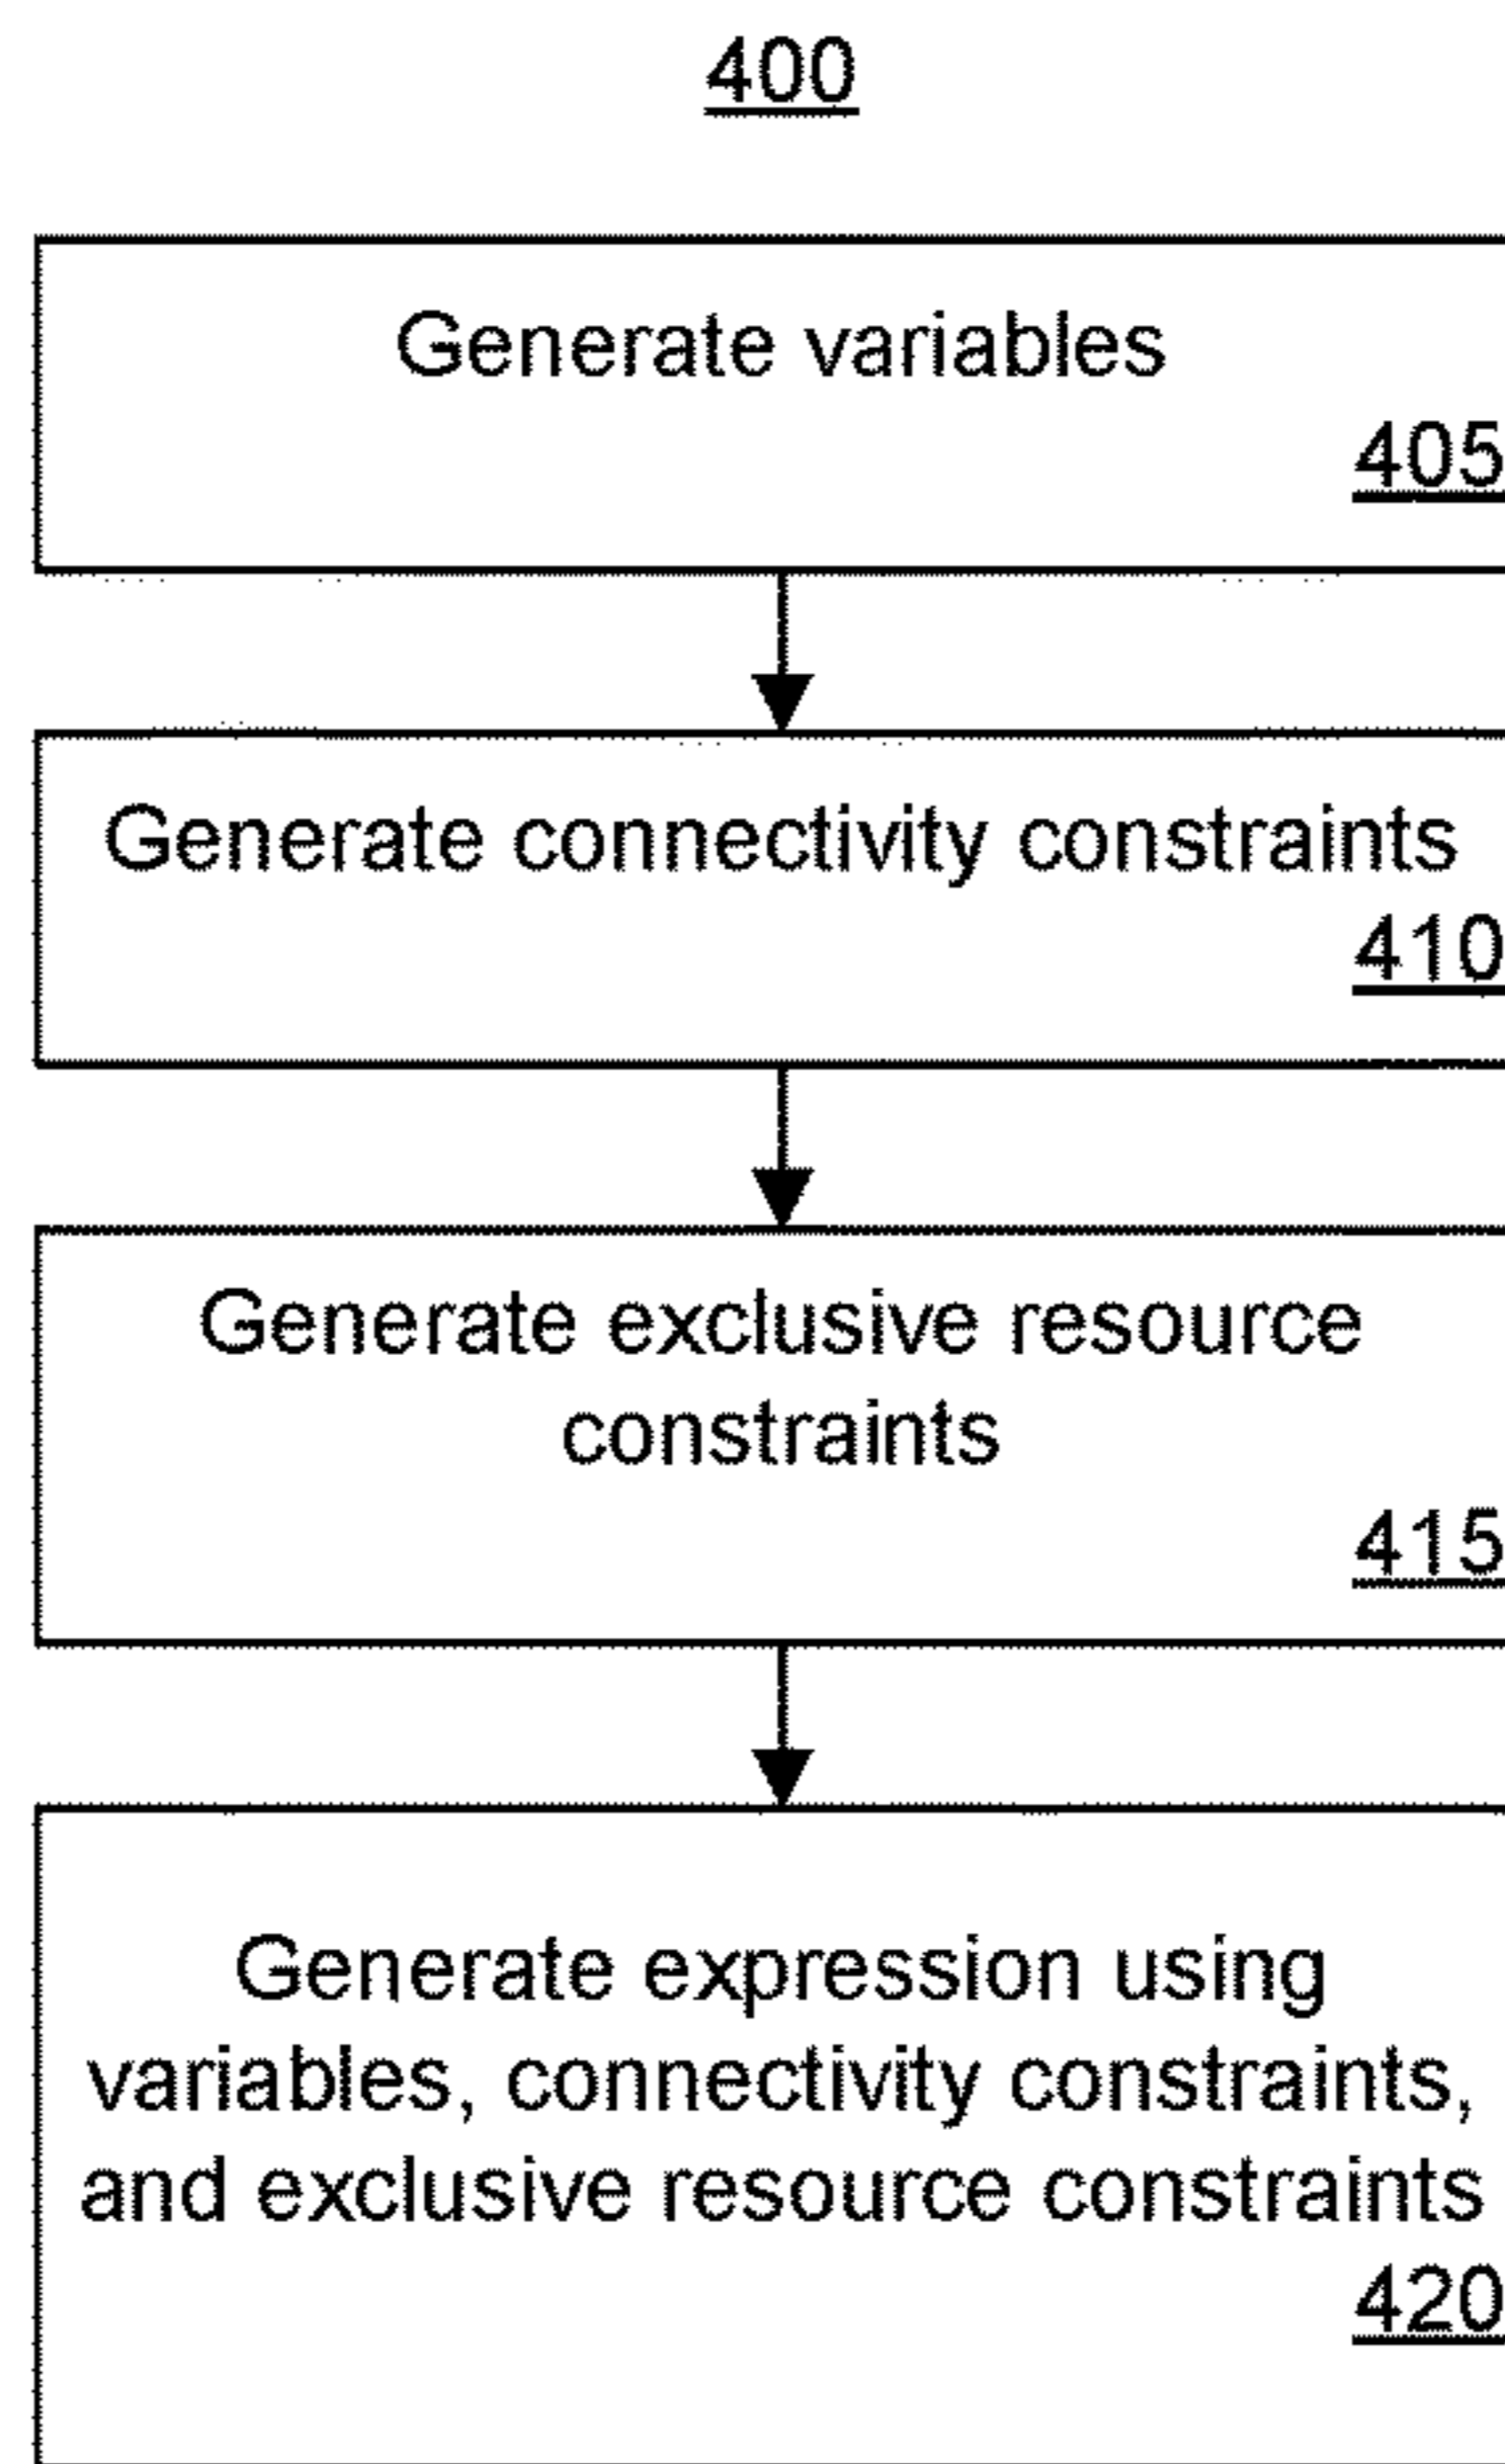 400
Generate variables
405
Generate connectivity constraints
410
Generate exclusive resource
constraints
415
Generate expression using
variables, connectivity constraints,
and exclusive resource constraints
420